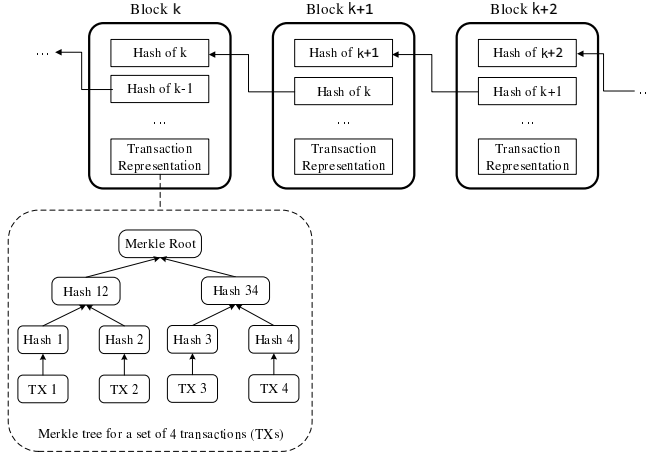 Block k
Block k+1
Block k+2
Hash of k
Hash of k+1
Hash of k+2
...
Hash of k-1
Hash of k
Hash of k+1
...
...
...
...
Transaction
Representation
Transaction
Representation
Transaction
Representation
Merkle Root
Hash 12
Hash 34
Hash 1
Hash 2
Hash 3
Hash 4
TX 1
TX 2
TX 3
TX 4
Merkle tree for a set of 4 transactions (TXs)